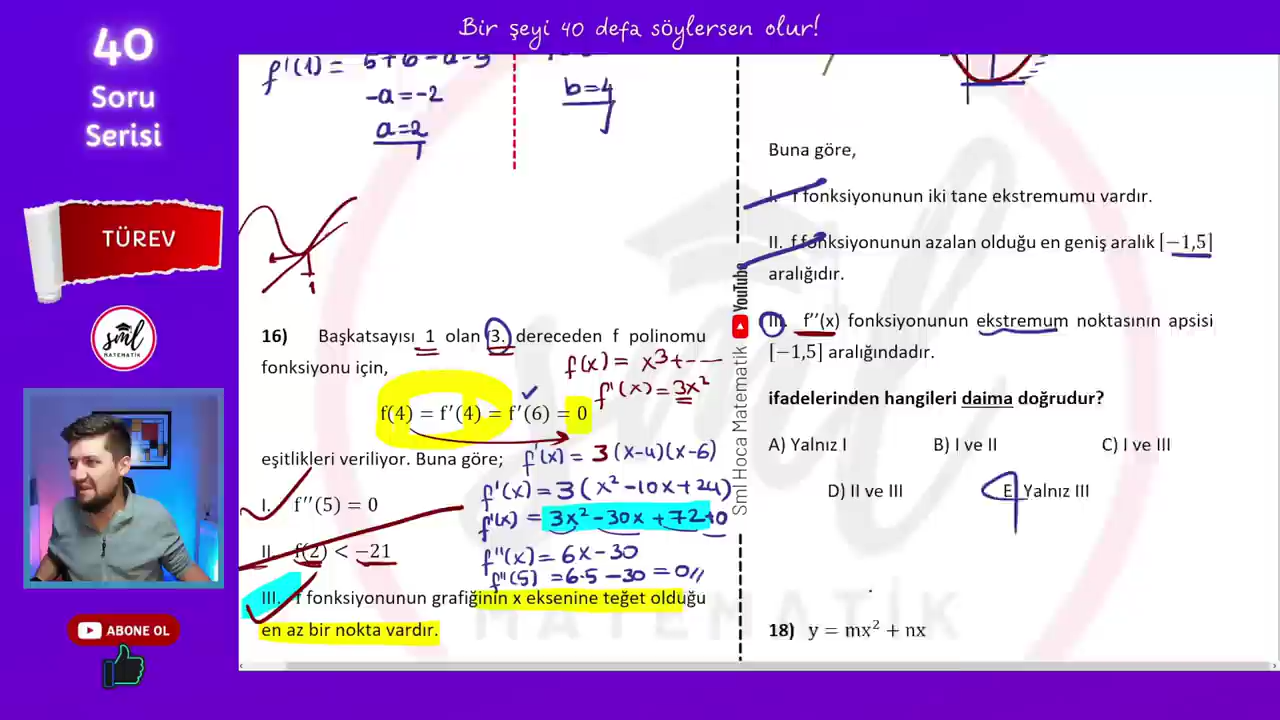 Bir şeyi 40 defa söylersen olur!
40
Soru
Serisi
TÜREV
SML
MATEMATİK
ABONE OL
f'(1) = 5+6-a-9
-a=-2
a=2
b=4
1
16) Başkatsayısı 1 olan 3. dereceden f polinomu
fonksiyonu için,
f(x) = x³+---
f'(x) = 3x²
f(4) = f'(4) = f'(6) = 0
eşitlikleri veriliyor. Buna göre;
f'(x) = 3(x-4)(x-6)
f'(x) = 3(x²-10x+24)
I. f''(5) = 0
f'(x) = 3x²-30x+72+0
II. f(2) < −21
f''(x) = 6x-30
f''(5) = 6.5-30 = 0//
III. f fonksiyonunun grafiğinin x eksenine teğet olduğu
en az bir nokta vardır.
Sml Hoca Matematik YouTube
MATEMATİK
Buna göre,
I. f fonksiyonunun iki tane ekstremumu vardır.
II. f fonksiyonunun azalan olduğu en geniş aralık [−1,5]
aralığıdır.
III. f''(x) fonksiyonunun ekstremum noktasının apsisi
[−1,5] aralığındadır.
ifadelerinden hangileri daima doğrudur?
A) Yalnız I B) I ve II C) I ve III
D) II ve III E) Yalnız III
18) y = mx² + nx